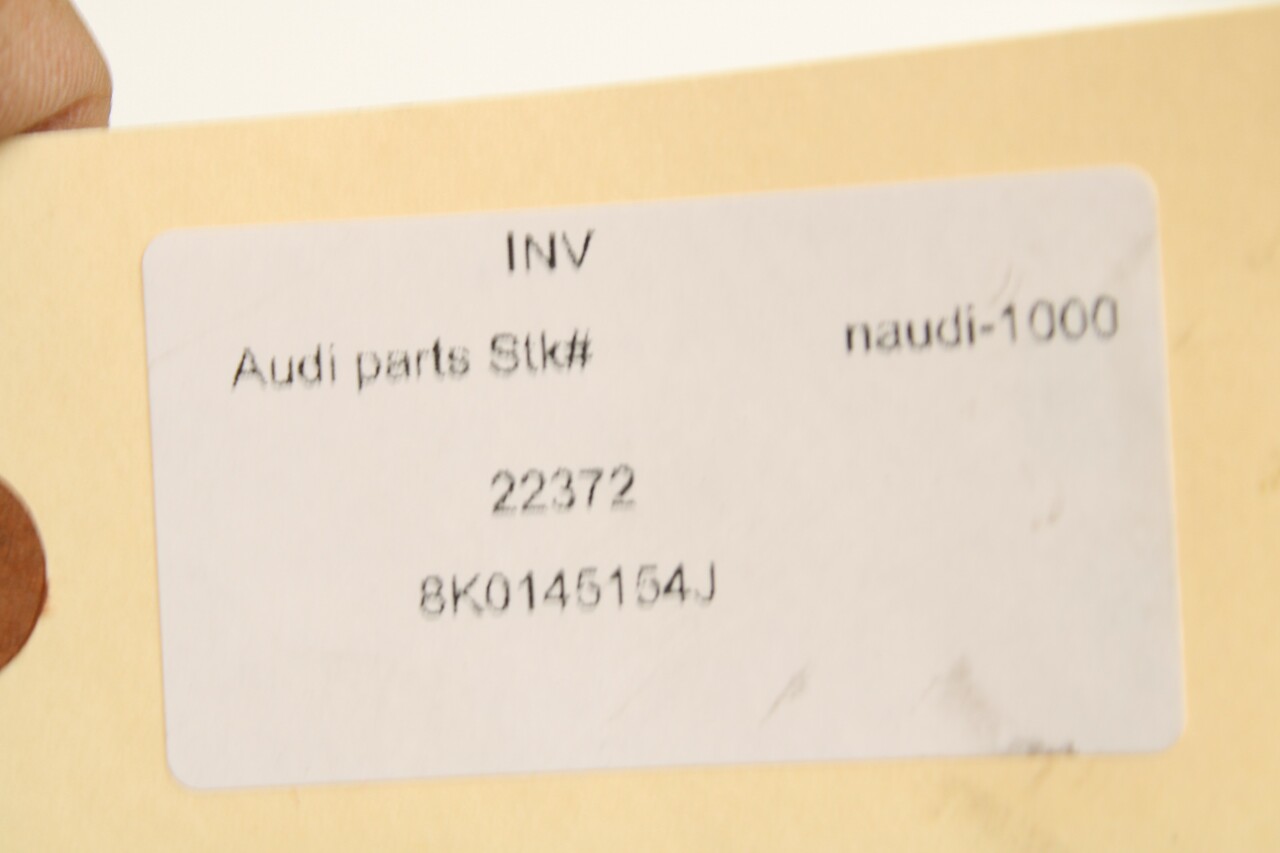 INV
Audi parts Stk# naudi-1000
22372
8K0145154J